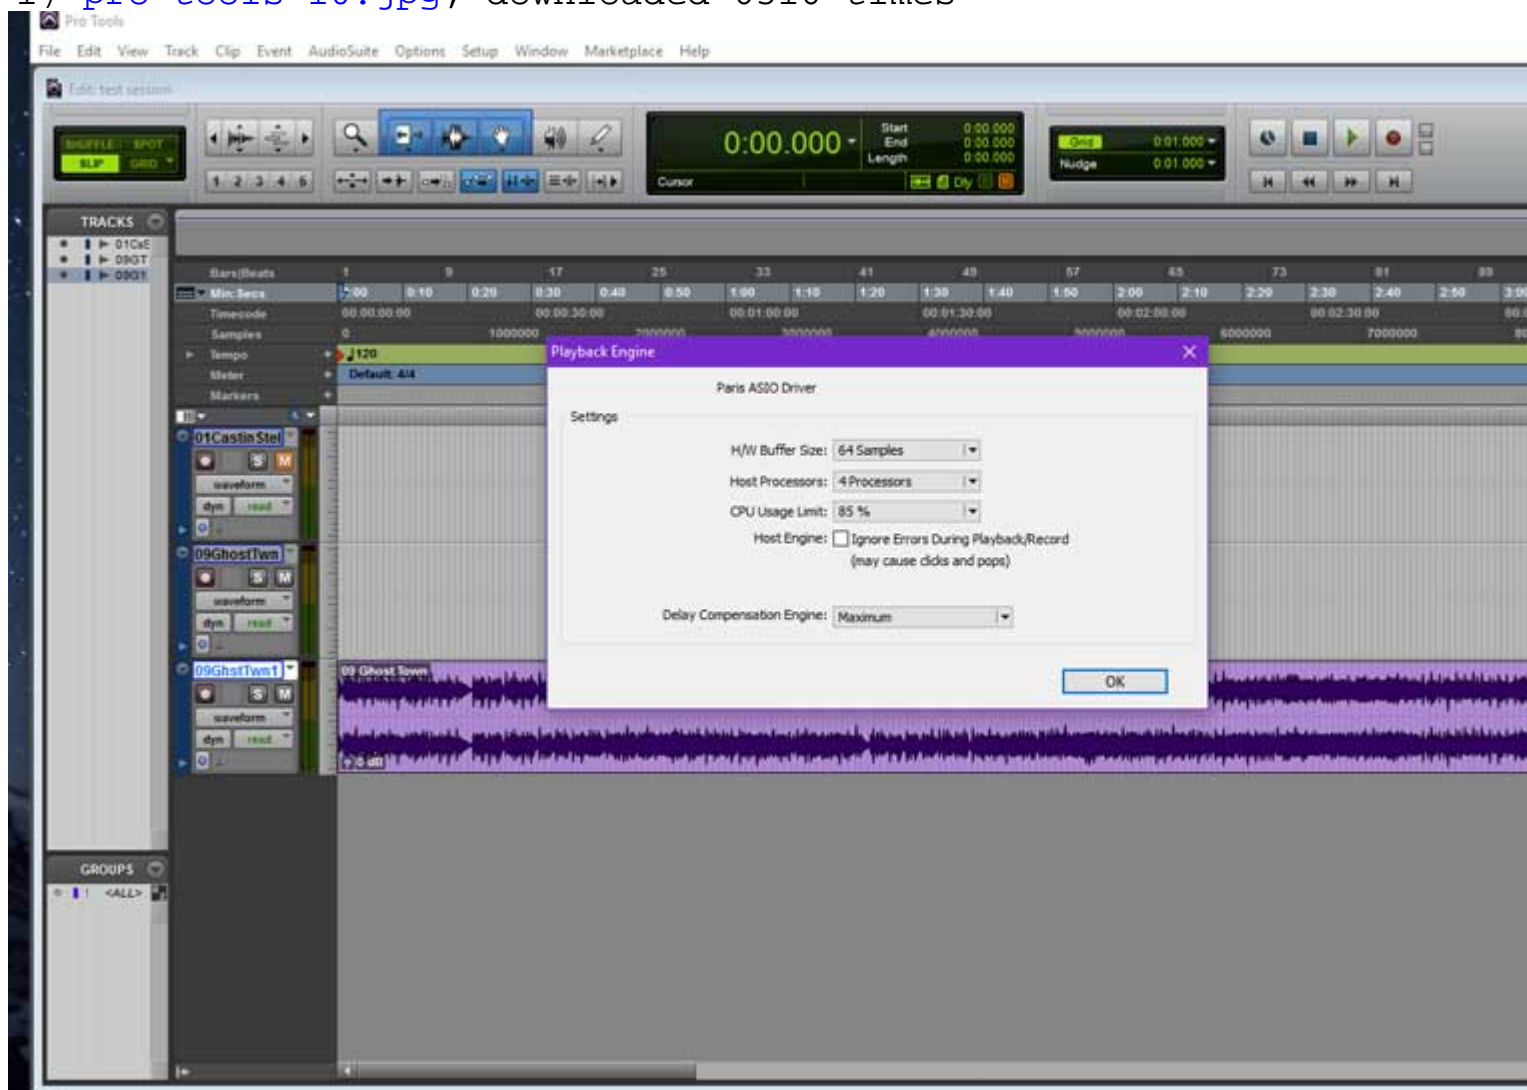 Pro Tools
File Edit View Track Clip Event AudioSuite Options Setup Window Marketplace Help
Edit: test session
SHUFFLE SPOT
SLIP GRID
1 2 3 4 5
0:00.000
Start 0:00.000
End 0:00.000
Length 0:00.000
Cursor
Dly
Grid 0:01.000
Nudge 0:01.000
TRACKS
01CsS
09GT
09G1
Bars|Beats 1 9 17 25 33 41 49 57 65 73 81 89
Min:Secs 0:00 0:10 0:20 0:30 0:40 0:50 1:00 1:10 1:20 1:30 1:40 1:50 2:00 2:10 2:20 2:30 2:40 2:50 3:00
Timecode 00:00:00:00 00:00:30:00 00:01:00:00 00:01:30:00 00:02:00:00 00:02:30:00
Samples 0 1000000 2000000 3000000 4000000 5000000 6000000 7000000
Tempo 120
Meter Default: 4/4
Markers
Playback Engine
Paris ASIO Driver
Settings
H/W Buffer Size: 64 Samples
Host Processors: 4 Processors
CPU Usage Limit: 85 %
Host Engine: Ignore Errors During Playback/Record
(may cause clicks and pops)
Delay Compensation Engine: Maximum
OK
01CastinStel
S M
waveform
dyn read
09GhostTwn
S M
waveform
dyn read
09GhstTwn1
S M
waveform
dyn read
09 Ghost Town
0 dB
GROUPS
! <ALL>